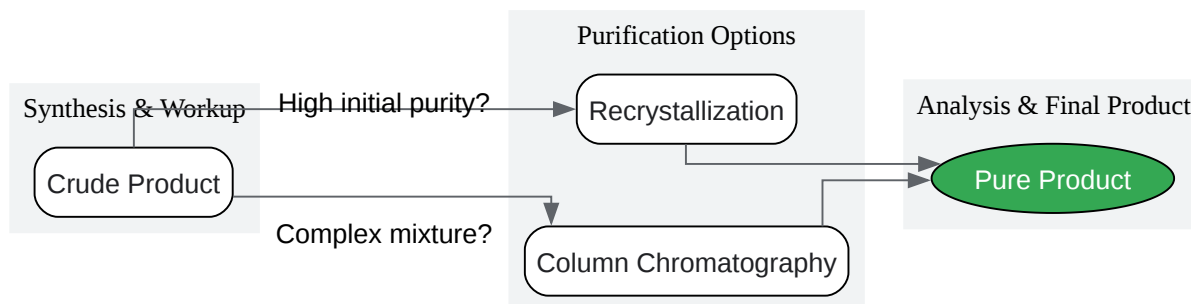 Synthesis & Workup
Crude Product
High initial purity?
Complex mixture?
Purification Options
Recrystallization
Column Chromatography
Analysis & Final Product
Pure Product